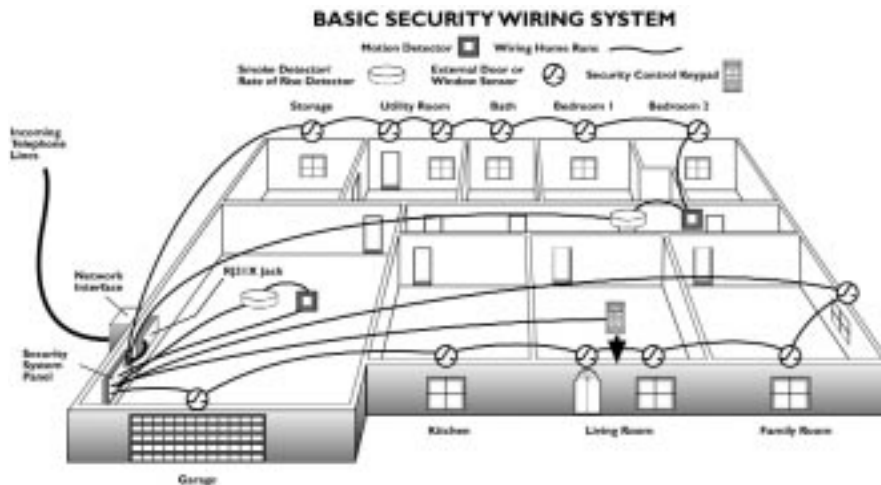 BASIC SECURITY WIRING SYSTEM
Motion Detector
Wiring Home Runs
Smoke Detector/
Rate of Rise Detector
External Door or
Window Sensor
Security Control Keypad
Storage
Utility Room
Bath
Bedroom 1
Bedroom 2
Incoming
Telephone
Lines
Network
Interface
RJ31X Jack
Security
System
Panel
Kitchen
Living Room
Family Room
Garage